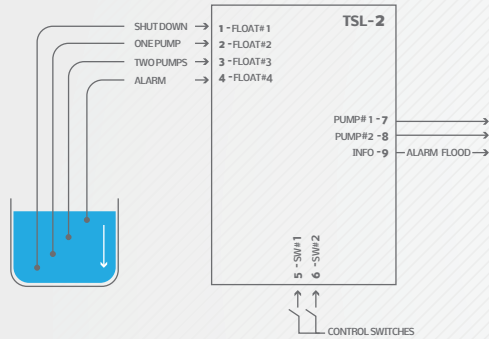 TSL-2
SHUT DOWN
1 - FLOAT# 1
ONE PUMP
2 - FLOAT#2
TWO PUMPS
3 - FLOAT#3
ALARM
4 - FLOAT#4
PUMP# 1 - 7
PUMP#2 - 8
INFO - 9
ALARM FLOOD
5 - SW#1
6 - SW#2
CONTROL SWITCHES